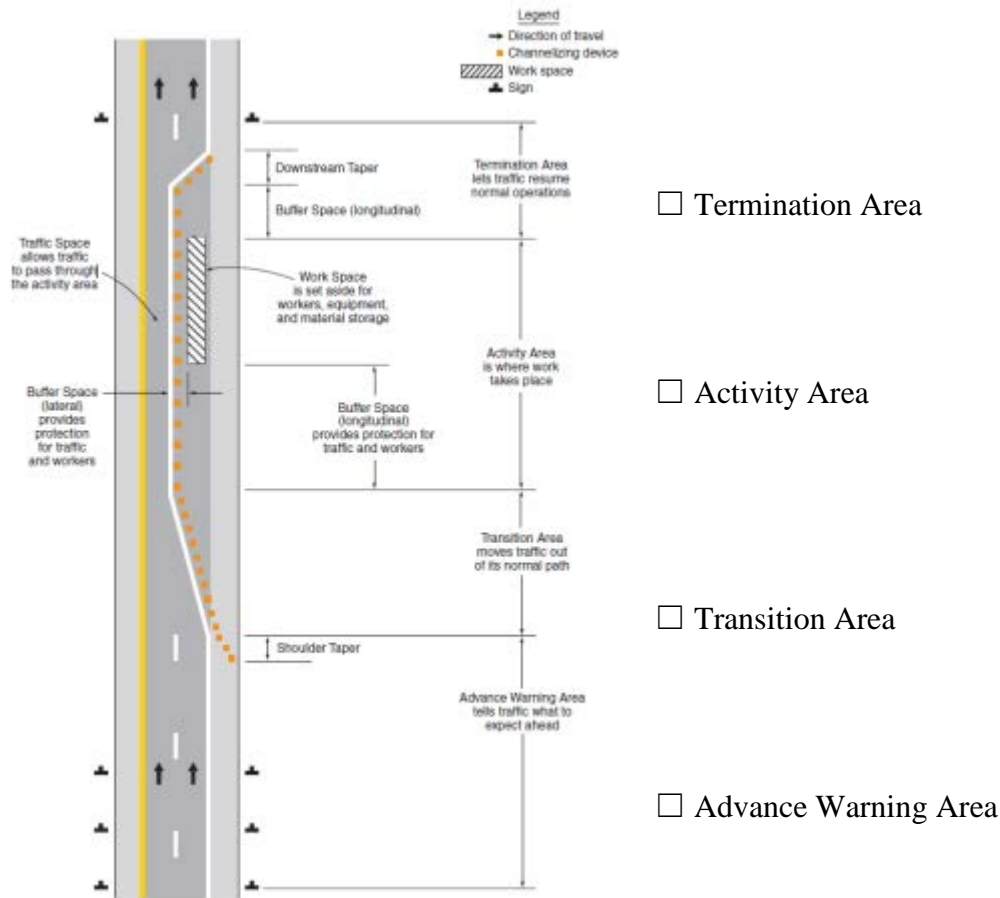 Legend
Direction of travel
Channelizing device
Work space
Sign
Downstream Taper
Buffer Space (longitudinal)
Termination Area
lets traffic resume
normal operations
☐ Termination Area
Traffic Space
allows traffic
to pass through
the activity area
Work Space
is set aside for
workers, equipment,
and material storage
Activity Area
is where work
takes place
☐ Activity Area
Buffer Space
(lateral)
provides
protection
for traffic
and workers
Buffer Space
(longitudinal)
provides protection for
traffic and workers
Transition Area
moves traffic out
of its normal path
☐ Transition Area
Shoulder Taper
Advance Warning Area
tells traffic what to
expect ahead
☐ Advance Warning Area